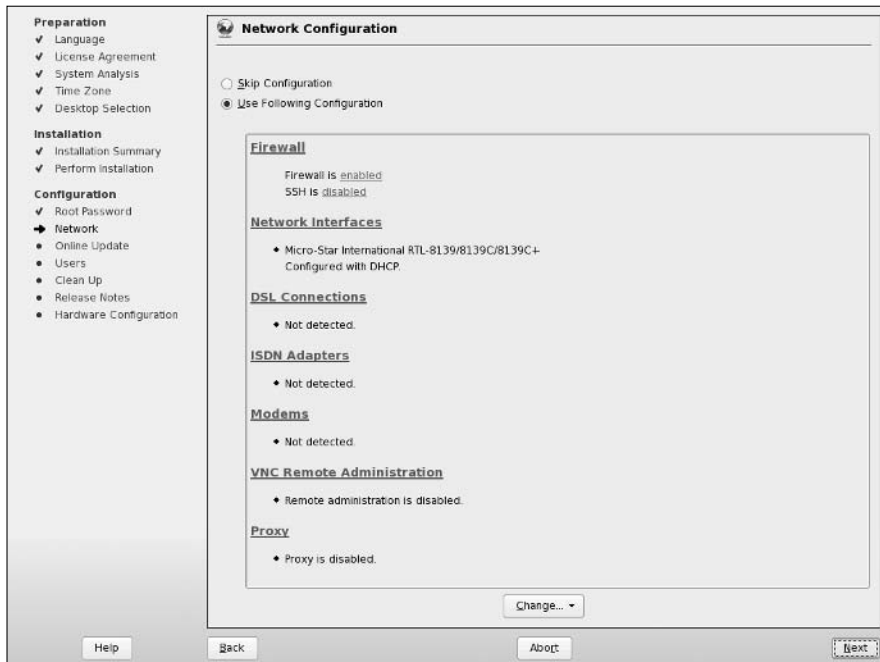 Preparation
Language
License Agreement
System Analysis
Time Zone
Desktop Selection
Installation
Installation Summary
Perform Installation
Configuration
Root Password
Network
Online Update
Users
Clean Up
Release Notes
Hardware Configuration
Network Configuration
Skip Configuration
Use Following Configuration
Firewall
Firewall is enabled
SSH is disabled
Network Interfaces
Micro-Star International RTL-8139/8139C/8139C+
Configured with DHCP.
DSL Connections
Not detected.
ISDN Adapters
Not detected.
Modems
Not detected.
VNC Remote Administration
Remote administration is disabled.
Proxy
Proxy is disabled.
Change...
Help
Back
Abort
Next